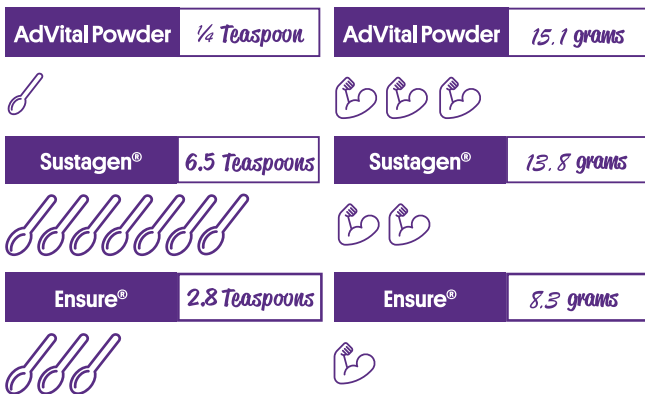 AdVital Powder ¼ Teaspoon AdVital Powder 15.1 grams
Sustagen® 6.5 Teaspoons Sustagen® 13.8 grams
Ensure® 2.8 Teaspoons Ensure® 8.3 grams